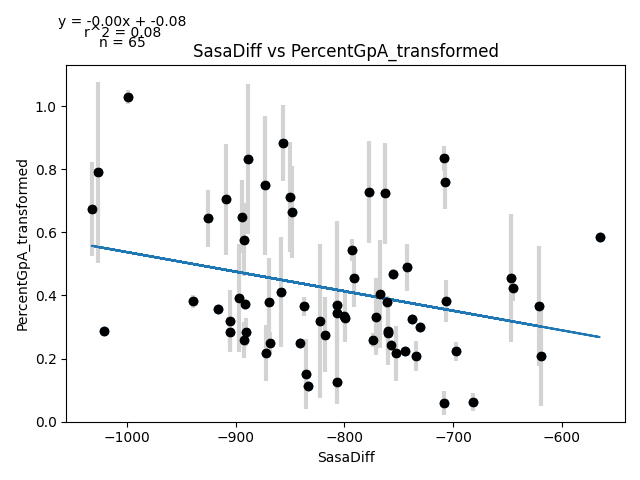 y = -0.00x + -0.08
r^2 = 0.08
n = 65
SasaDiff vs PercentGpA_transformed
PercentGpA_transformed
1.0
0.8
0.6
0.4
0.2
0.0
−1000
−900
−800
−700
−600
SasaDiff